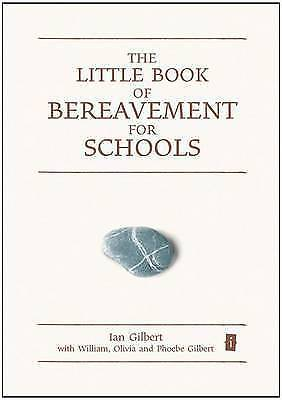 THE
LITTLE BOOK
OF
BEREAVEMENT
FOR
SCHOOLS
Ian Gilbert
with William, Olivia and Phoebe Gilbert